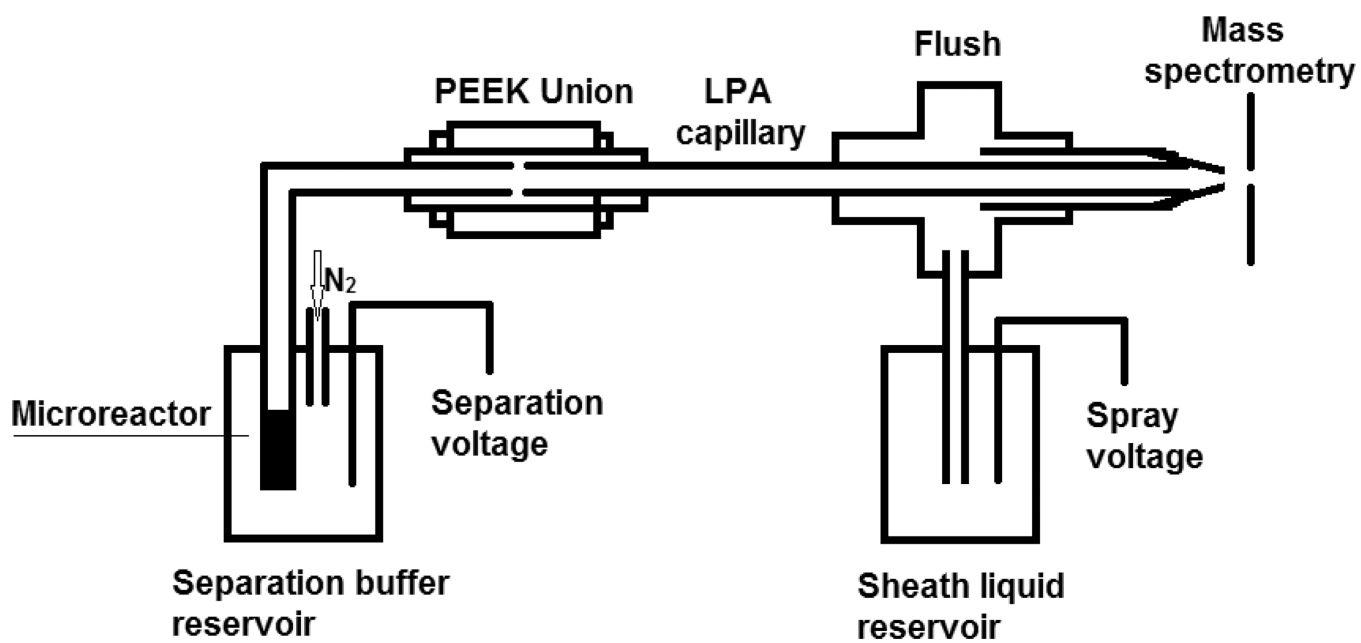 Flush
Mass
spectrometry
PEEK Union
LPA
capillary
N₂
Microreactor
Separation
voltage
Spray
voltage
Separation buffer
reservoir
Sheath liquid
reservoir